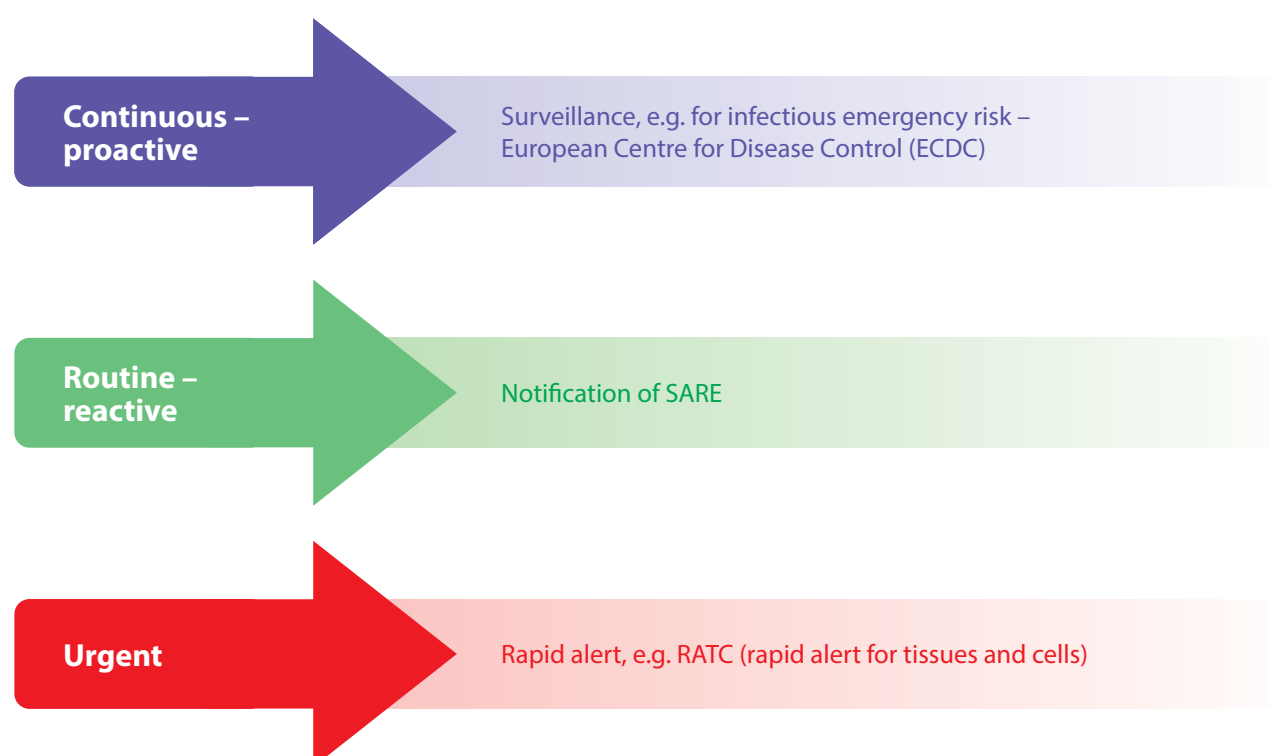 Continuous –
proactive
Surveillance, e.g. for infectious emergency risk –
European Centre for Disease Control (ECDC)
Routine –
reactive
Notification of SARE
Urgent
Rapid alert, e.g. RATC (rapid alert for tissues and cells)